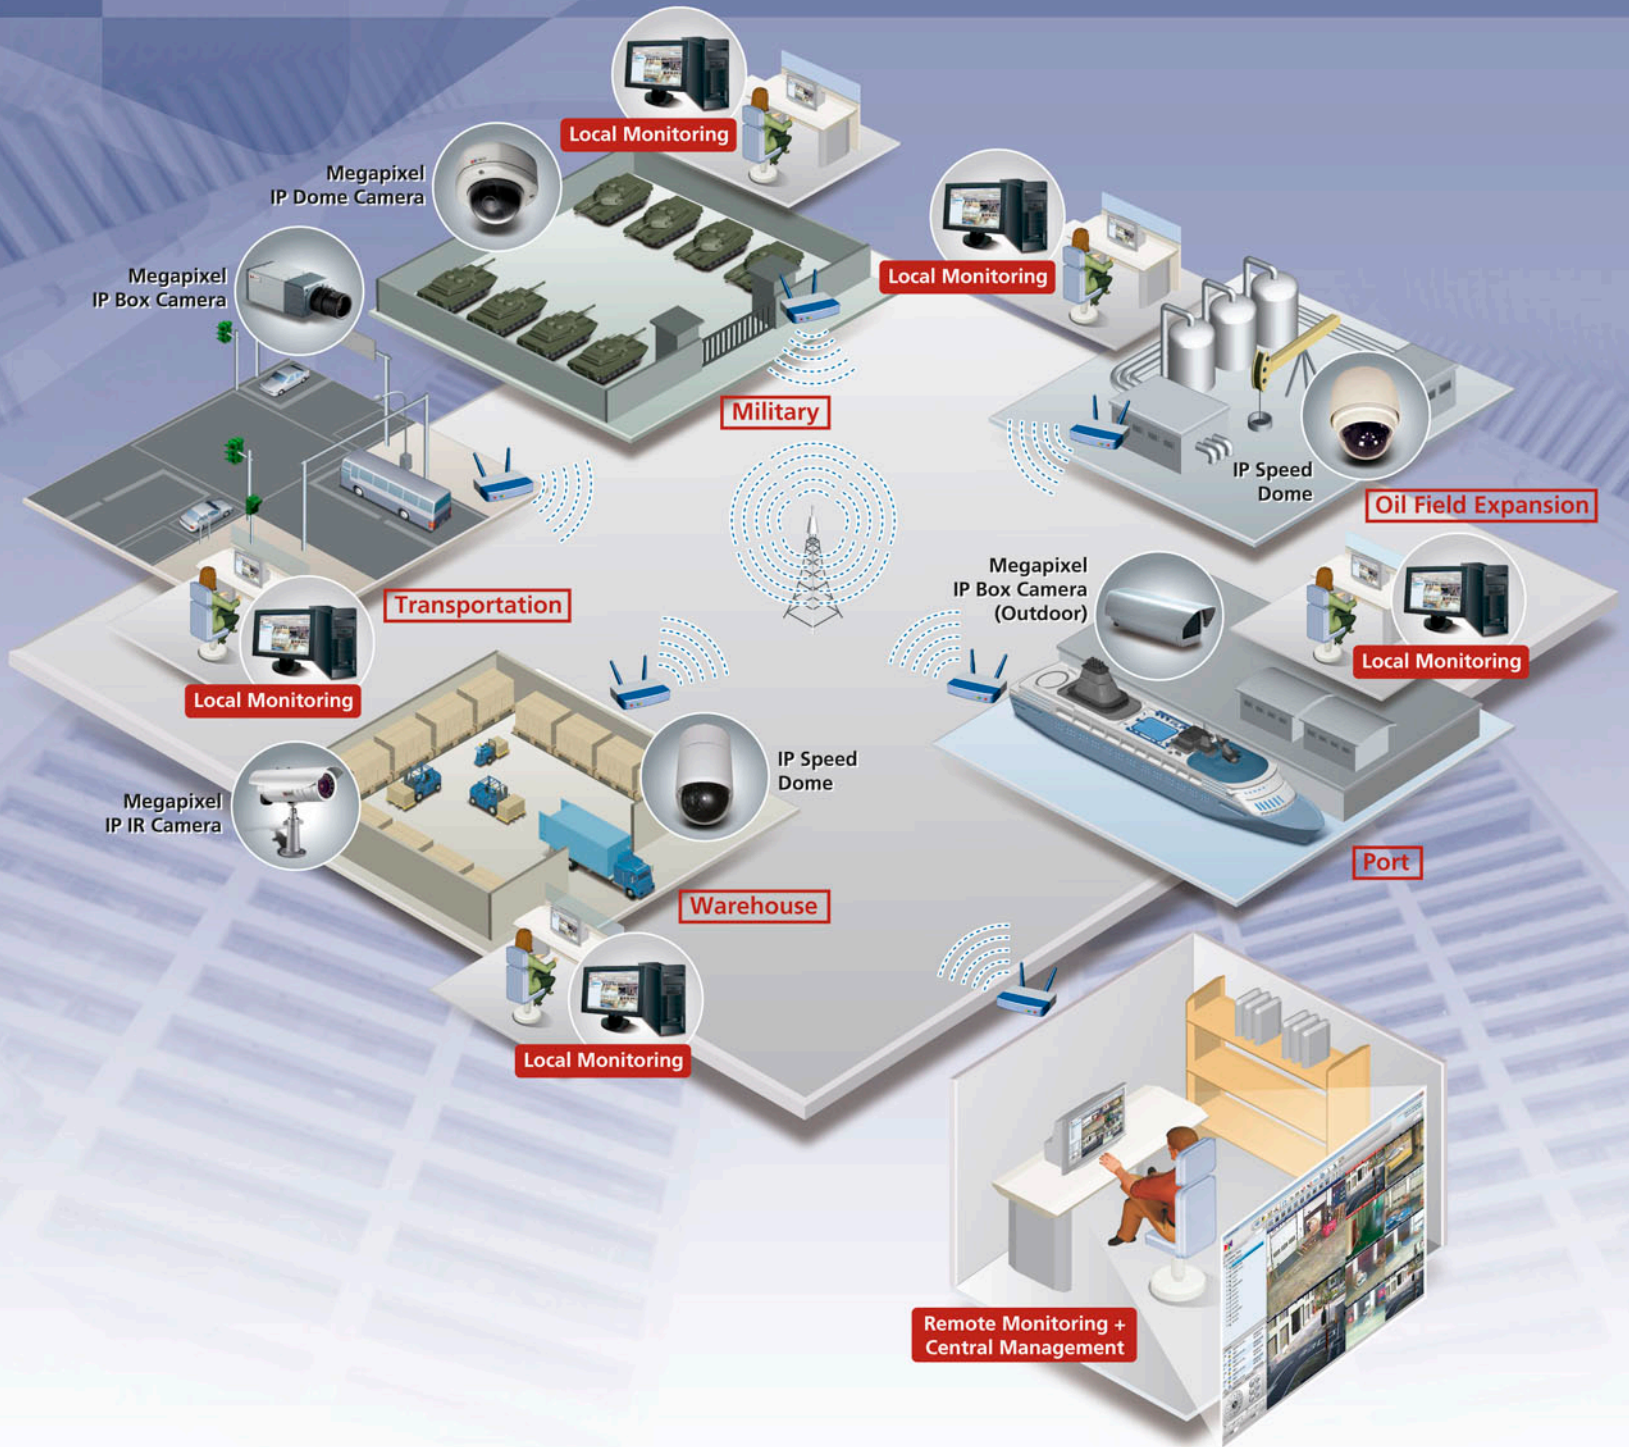 Local Monitoring
Megapixel
IP Dome Camera
Local Monitoring
Megapixel
IP Box Camera
Military
IP Speed
Dome
Oil Field Expansion
Megapixel
IP Box Camera
(Outdoor)
Transportation
Local Monitoring
Local Monitoring
IP Speed
Dome
Megapixel
IP IR Camera
Port
Warehouse
Local Monitoring
Remote Monitoring +
Central Management